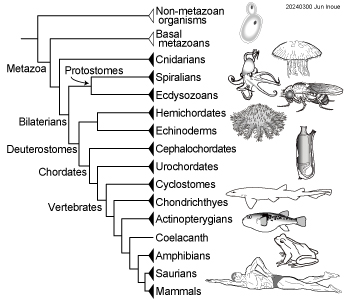 20240300 Jun Inoue
Non-metazoan
organisms
Basal
metazoans
Metazoa
Cnidarians
Protostomes
Spiralians
Ecdysozoans
Bilaterians
Hemichordates
Echinoderms
Deuterostomes
Cephalochordates
Chordates
Urochordates
Cyclostomes
Vertebrates
Chondrichthyes
Actinopterygians
Coelacanth
Amphibians
Saurians
Mammals